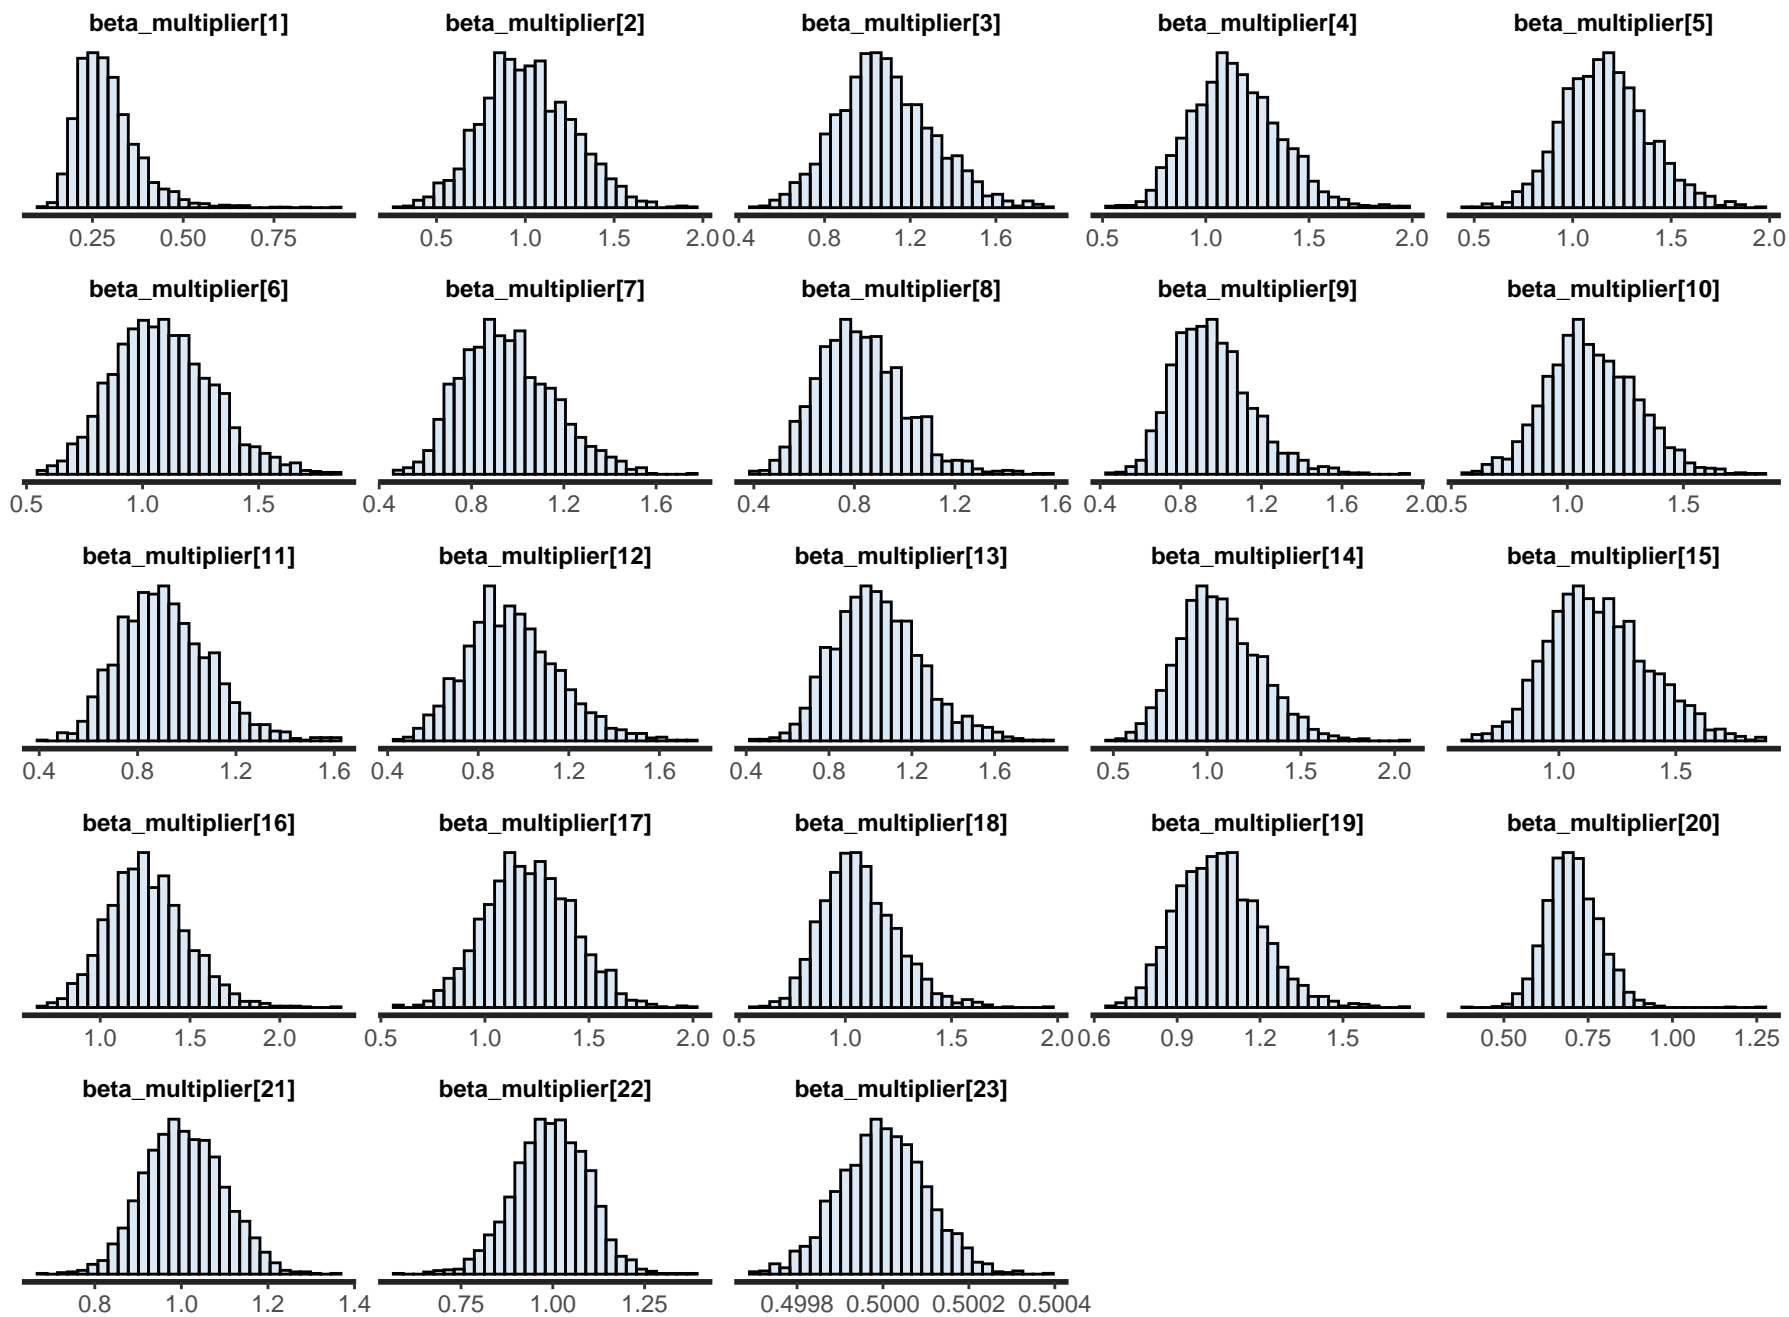 beta_multiplier[1] beta_multiplier[2] beta_multiplier[3] beta_multiplier[4] beta_multiplier[5]
0.25 0.50 0.75 0.5 1.0 1.5 2.0 0.4 0.8 1.2 1.6 0.5 1.0 1.5 2.0 0.5 1.0 1.5 2.0
beta_multiplier[6] beta_multiplier[7] beta_multiplier[8] beta_multiplier[9] beta_multiplier[10]
0.5 1.0 1.5 0.4 0.8 1.2 1.6 0.4 0.8 1.2 1.6 0.4 0.8 1.2 1.6 2.0 0.5 1.0 1.5
beta_multiplier[11] beta_multiplier[12] beta_multiplier[13] beta_multiplier[14] beta_multiplier[15]
0.4 0.8 1.2 1.6 0.4 0.8 1.2 1.6 0.4 0.8 1.2 1.6 0.5 1.0 1.5 2.0 1.0 1.5
beta_multiplier[16] beta_multiplier[17] beta_multiplier[18] beta_multiplier[19] beta_multiplier[20]
1.0 1.5 2.0 0.5 1.0 1.5 2.0 0.5 1.0 1.5 2.0 0.6 0.9 1.2 1.5 0.50 0.75 1.00 1.25
beta_multiplier[21] beta_multiplier[22] beta_multiplier[23]
0.8 1.0 1.2 1.4 0.75 1.00 1.25 0.4998 0.5000 0.5002 0.5004